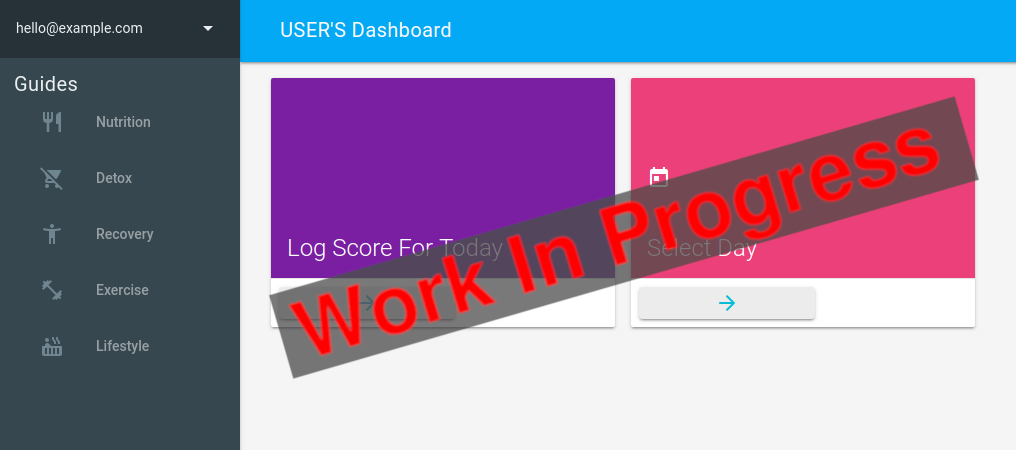 hello@example.com
USER'S Dashboard
Guides
Nutrition
Detox
Recovery
Exercise
Lifestyle
Log Score For Today
Select Day
Work In Progress